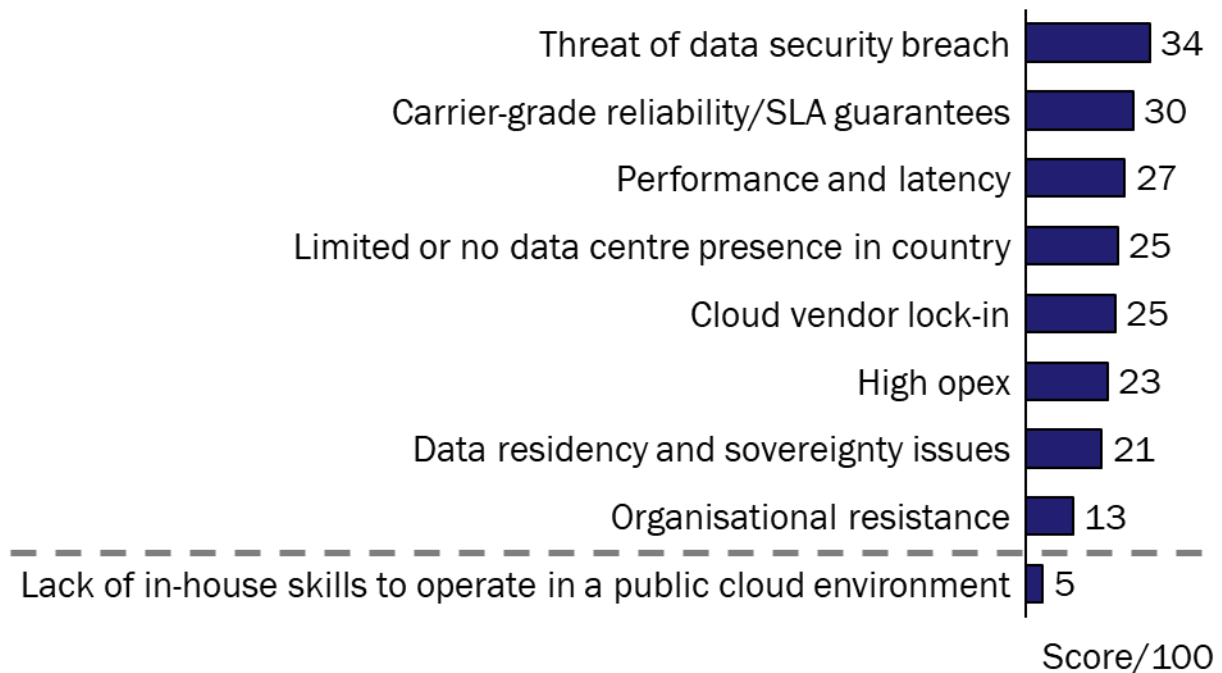 Threat of data security breach 34
Carrier-grade reliability/SLA guarantees 30
Performance and latency 27
Limited or no data centre presence in country 25
Cloud vendor lock-in 25
High opex 23
Data residency and sovereignty issues 21
Organisational resistance 13
Lack of in-house skills to operate in a public cloud environment 5
Score/100